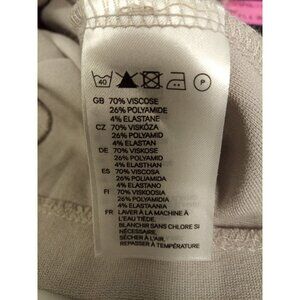 40
P
GB 70% VISCOSE
26% POLYAMIDE
4% ELASTANE
CZ 70% VISKÓZA
26% POLYAMID
4% ELASTAN
DE 70% VISKOSE
26% POLYAMID
4% ELASTHAN
ES 70% VISCOSA
26% POLIAMIDA
4% ELASTANO
FI 70% VISKOOSIA
26% POLYAMIDIA
4% ELASTAANIA
FR LAVER À LA MACHINE À
L'EAU TIÈDE.
BLANCHIR SANS CHLORE SI
NÉCESSAIRE.
SÉCHER À L'AIR.
REPASSER À TEMPÉRATURE